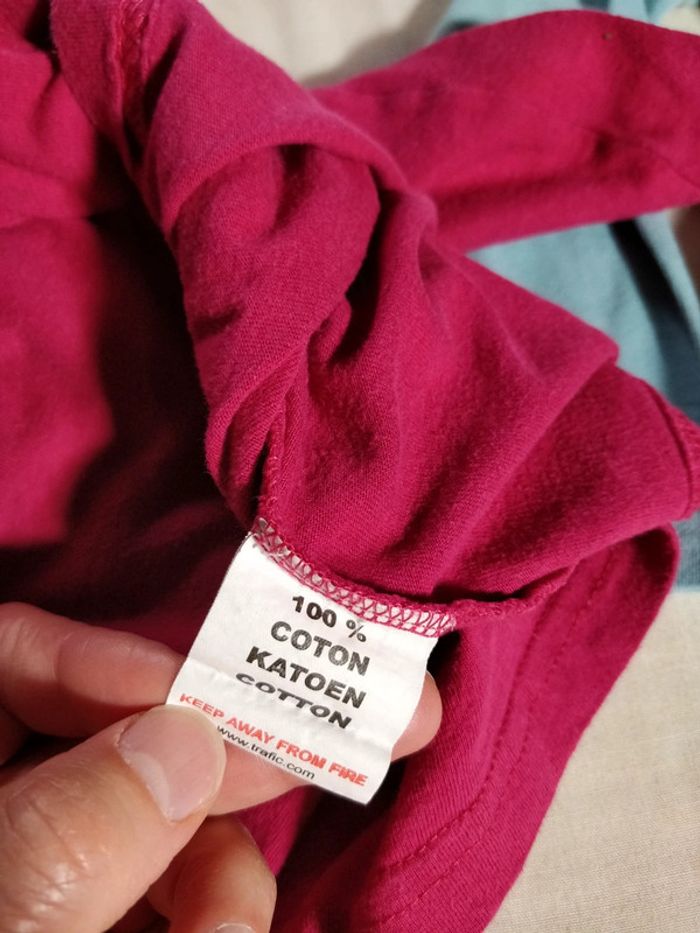 100 %
COTON
KATOEN
COTTON
KEEP AWAY FROM FIRE
www.trafic.com